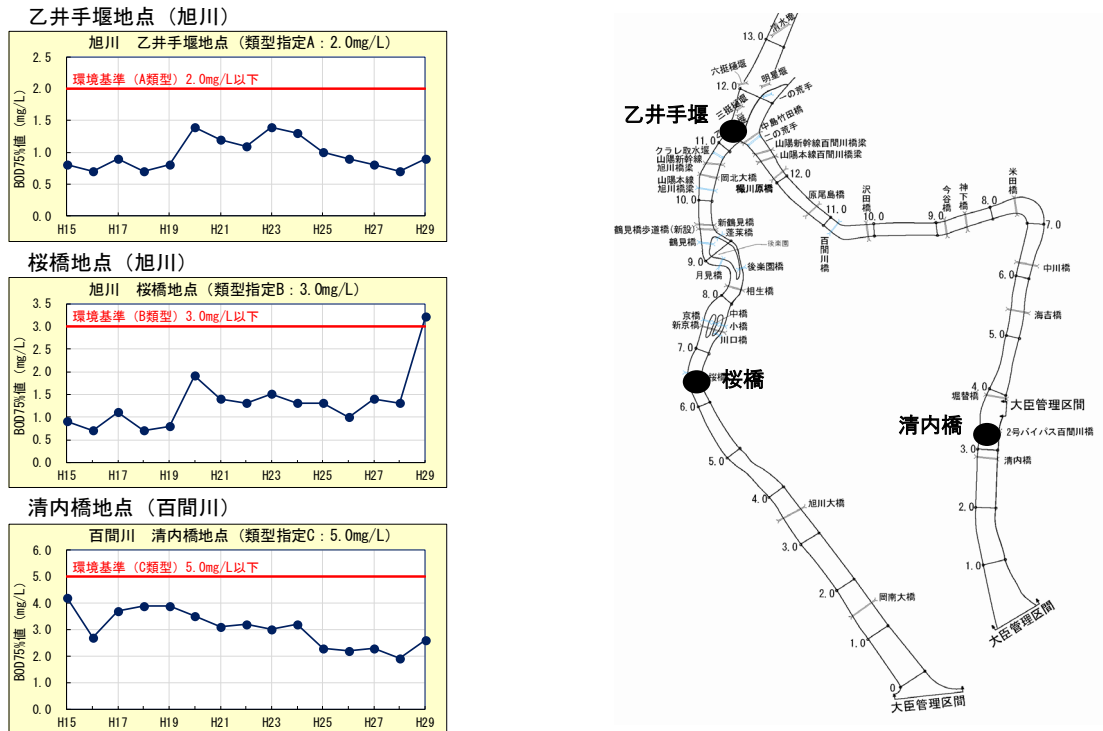 乙井手堰地点（旭川）
旭川　乙井手堰地点（類型指定A：2.0mg/L）
環境基準（A類型）2.0mg/L以下
BOD75%値（mg/L）
2.5
2.0
1.5
1.0
0.5
0.0
H15 H17 H19 H21 H23 H25 H27 H29
桜橋地点（旭川）
旭川　桜橋地点（類型指定B：3.0mg/L）
環境基準（B類型）3.0mg/L以下
BOD75%値（mg/L）
3.5
3.0
2.5
2.0
1.5
1.0
0.5
0.0
H15 H17 H19 H21 H23 H25 H27 H29
清内橋地点（百間川）
百間川　清内橋地点（類型指定C：5.0mg/L）
環境基準（C類型）5.0mg/L以下
BOD75%値（mg/L）
6.0
5.0
4.0
3.0
2.0
1.0
0.0
H15 H17 H19 H21 H23 H25 H27 H29
清水堰
13.0
六挺樋堰
明星堰
12.0
一の荒手
三挺樋堰
乙井手堰
中島竹田橋
二の荒手
11.0
山陽新幹線百間川橋梁
山陽本線百間川橋梁
クラレ取水堰
山陽新幹線
旭川橋梁
山陽本線
旭川橋梁
岡北大橋
12.0
原尾島橋
11.0
百間川橋
沢田橋
10.0
今谷橋
9.0
神下橋
8.0
米田橋
7.0
10.0
新鶴見橋
鶴見橋歩道橋(新設)
蓬莱橋
鶴見橋
後楽園
9.0
月見橋
後楽園橋
相生橋
8.0
京橋
中橋
新京橋
小橋
川口橋
7.0
桜橋
6.0
5.0
4.0
旭川大橋
3.0
2.0
岡南大橋
1.0
0
大臣管理区間
中川橋
6.0
海吉橋
5.0
4.0
堀替橋
大臣管理区間
清内橋
2号バイパス百間川橋
3.0
清内橋
2.0
1.0
大臣管理区間